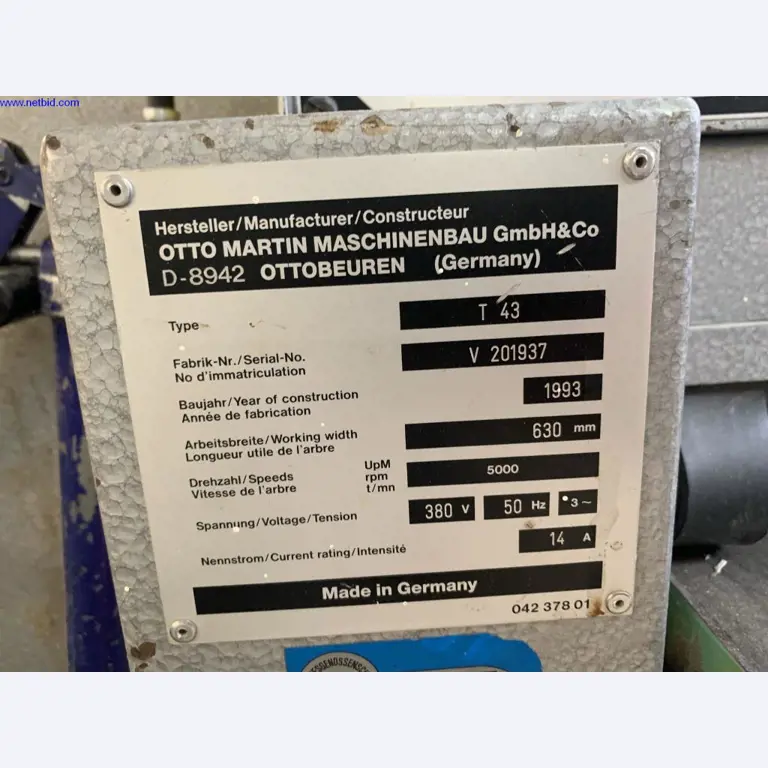 www.netbid.com
Hersteller/Manufacturer/Constructeur
OTTO MARTIN MASCHINENBAU GmbH&Co
D-8942 OTTOBEUREN (Germany)
Type T 43
Fabrik-Nr./Serial-No. V 201937
No d'immatriculation
Baujahr/Year of construction 1993
Année de fabrication
Arbeitsbreite/Working width 630 mm
Longueur utile de l'arbre
Drehzahl/Speeds UpM 5000
Vitesse de l'arbre rpm
t/mn
Spannung/Voltage/Tension 380 V 50 Hz 3~
Nennstrom/Current rating/Intensité 14 A
Made in Germany
042 378 01